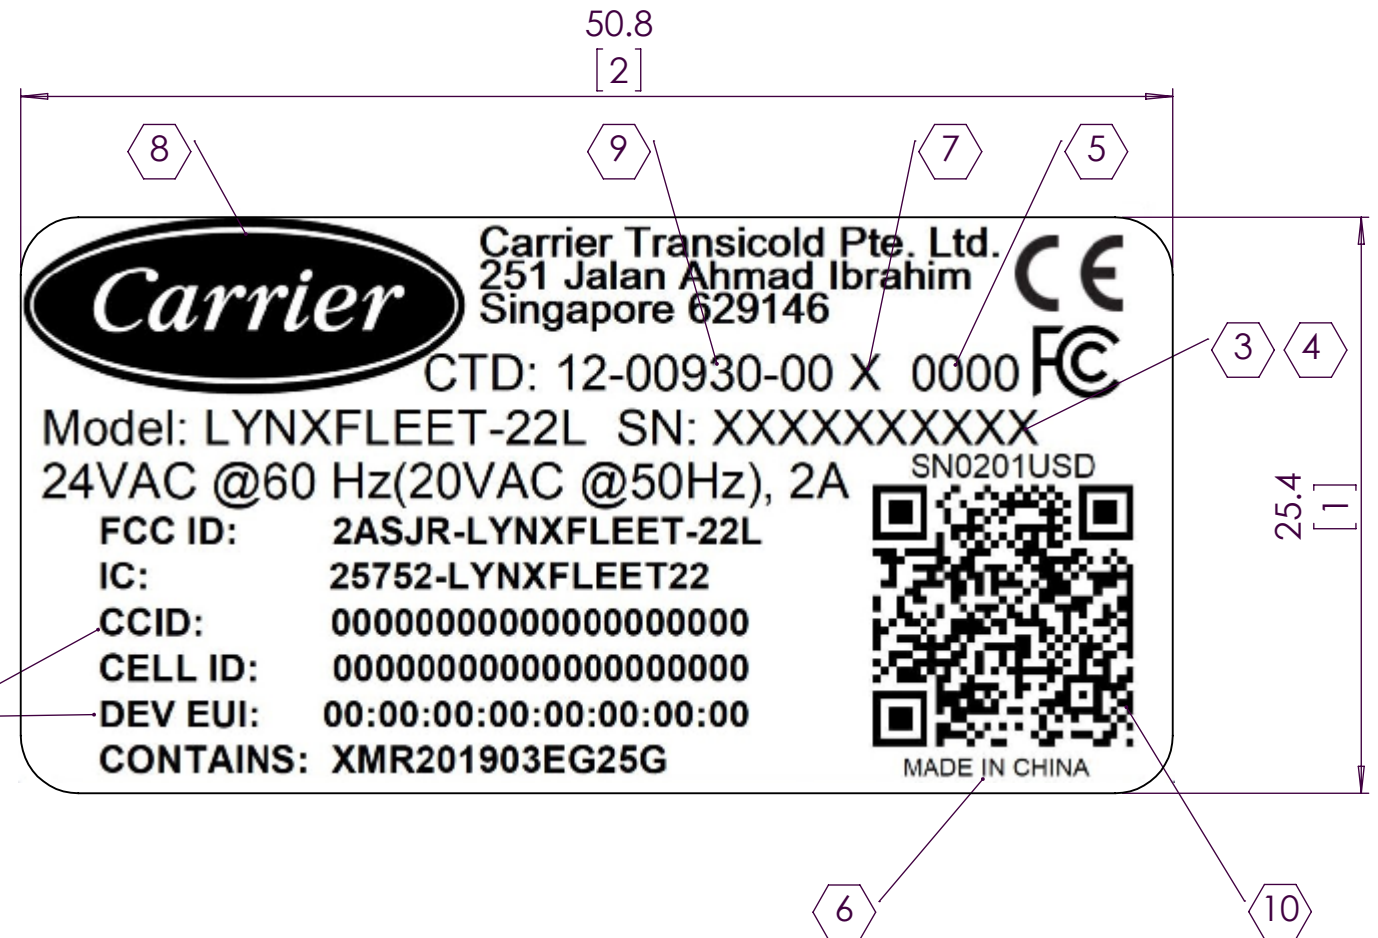 50.8
[2]
8
9
7
5
Carrier
Carrier Transicold Pte. Ltd.
251 Jalan Ahmad Ibrahim
Singapore 629146
CE
FC
CTD: 12-00930-00 X 0000
3
4
Model: LYNXFLEET-22L SN: XXXXXXXXXX
SN0201USD
24VAC @60 Hz(20VAC @50Hz), 2A
25.4
[1]
FCC ID: 2ASJR-LYNXFLEET-22L
IC: 25752-LYNXFLEET22
CCID: 00000000000000000000
CELL ID: 00000000000000000000
DEV EUI: 00:00:00:00:00:00:00:00
CONTAINS: XMR201903EG25G
MADE IN CHINA
6
10